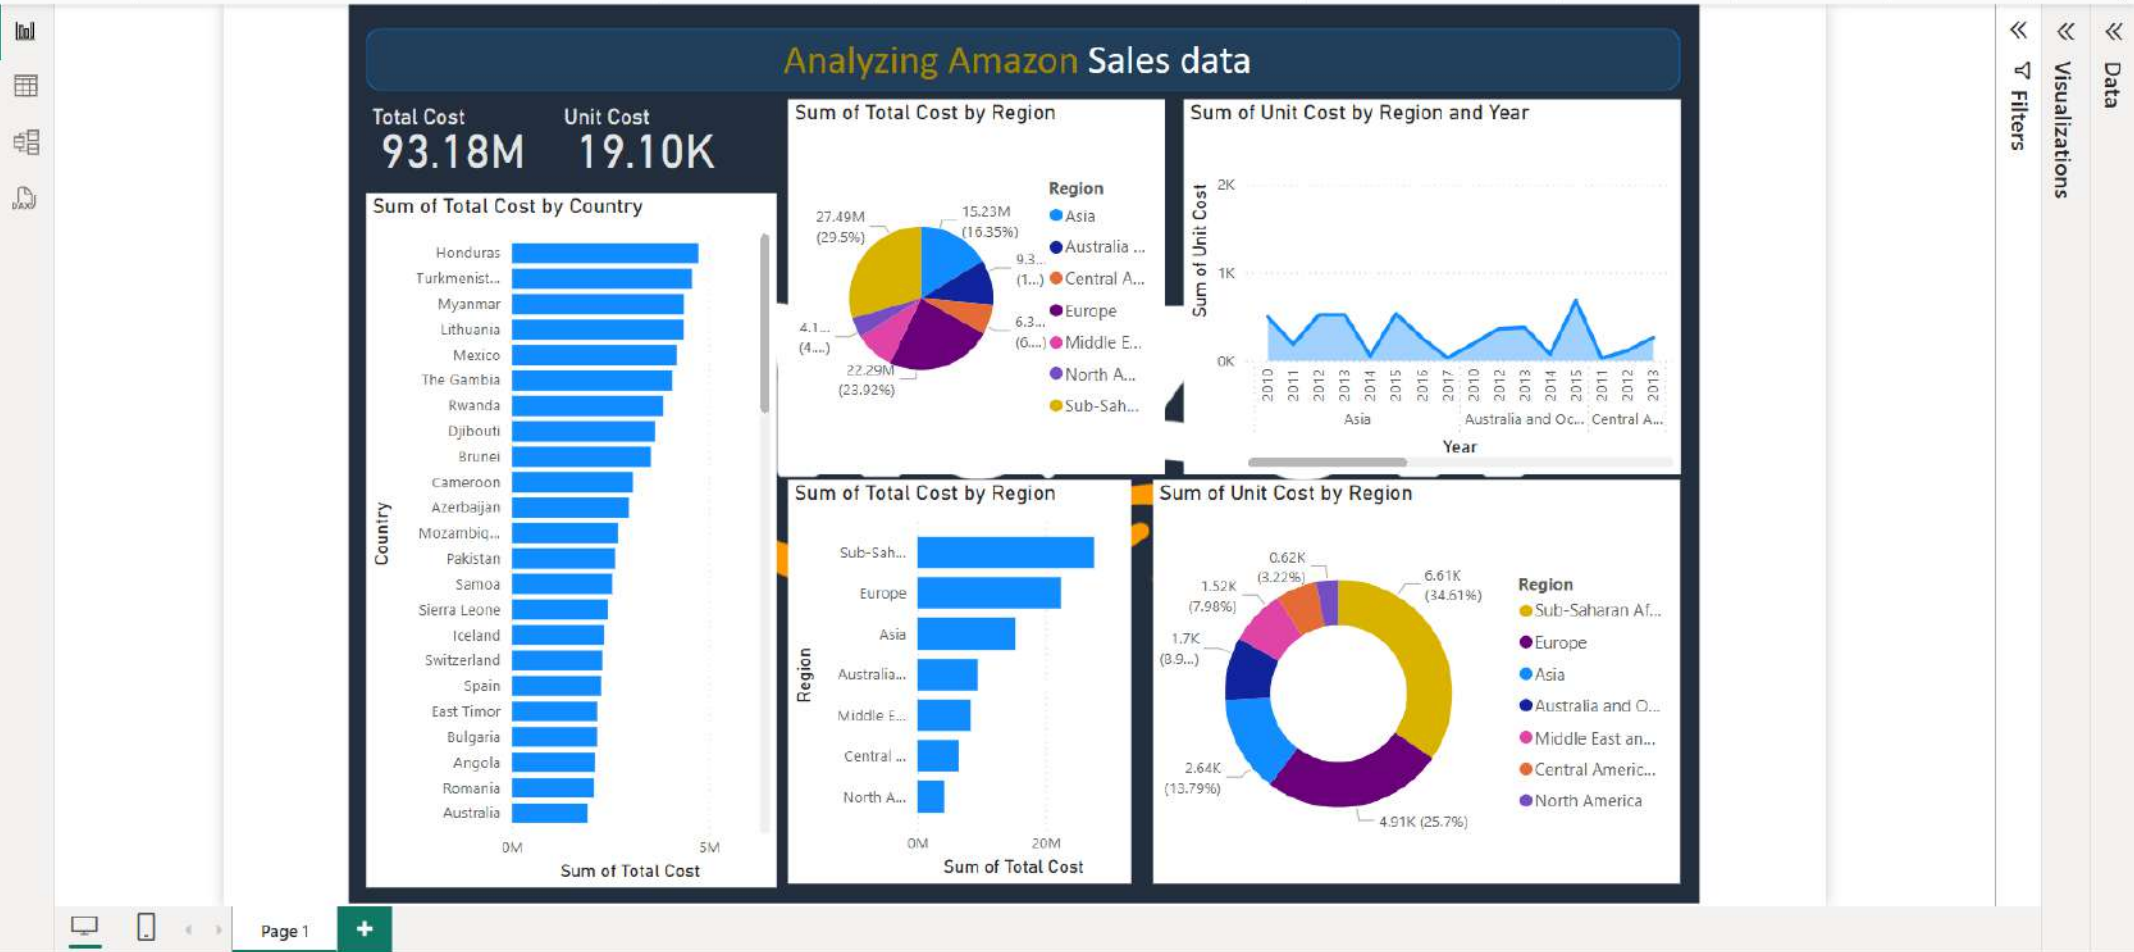 Analyzing Amazon Sales data
Total Cost
93.18M
Unit Cost
19.10K
Sum of Total Cost by Country
Country
Honduras
Turkmenist...
Myanmar
Lithuania
Mexico
The Gambia
Rwanda
Djibouti
Brunei
Cameroon
Azerbaijan
Mozambiq...
Pakistan
Samoa
Sierra Leone
Iceland
Switzerland
Spain
East Timor
Bulgaria
Angola
Romania
Australia
0M 5M
Sum of Total Cost
Sum of Total Cost by Region
27.49M
(29.5%)
15.23M
(16.35%)
9.3...
(1...)
6.3...
(6....)
22.29M
(23.92%)
4.1...
(4....)
Region
Asia
Australia ...
Central A...
Europe
Middle E...
North A...
Sub-Sah...
Sum of Unit Cost by Region and Year
Sum of Unit Cost
2K
1K
0K
2010 2011 2012 2013 2014 2015 2016 2017 2010 2012 2013 2014 2015 2011 2012 2013
Asia Australia and Oc... Central A...
Year
Sum of Total Cost by Region
Region
Sub-Sah...
Europe
Asia
Australia...
Middle E...
Central ...
North A...
0M 20M
Sum of Total Cost
Sum of Unit Cost by Region
0.62K
(3.22%)
1.52K
(7.98%)
1.7K
(8.9...)
2.64K
(13.79%)
4.91K (25.7%)
6.61K
(34.61%)
Region
Sub-Saharan Af...
Europe
Asia
Australia and O...
Middle East an...
Central Americ...
North America
Filters
Visualizations
Data
DAX
Page 1